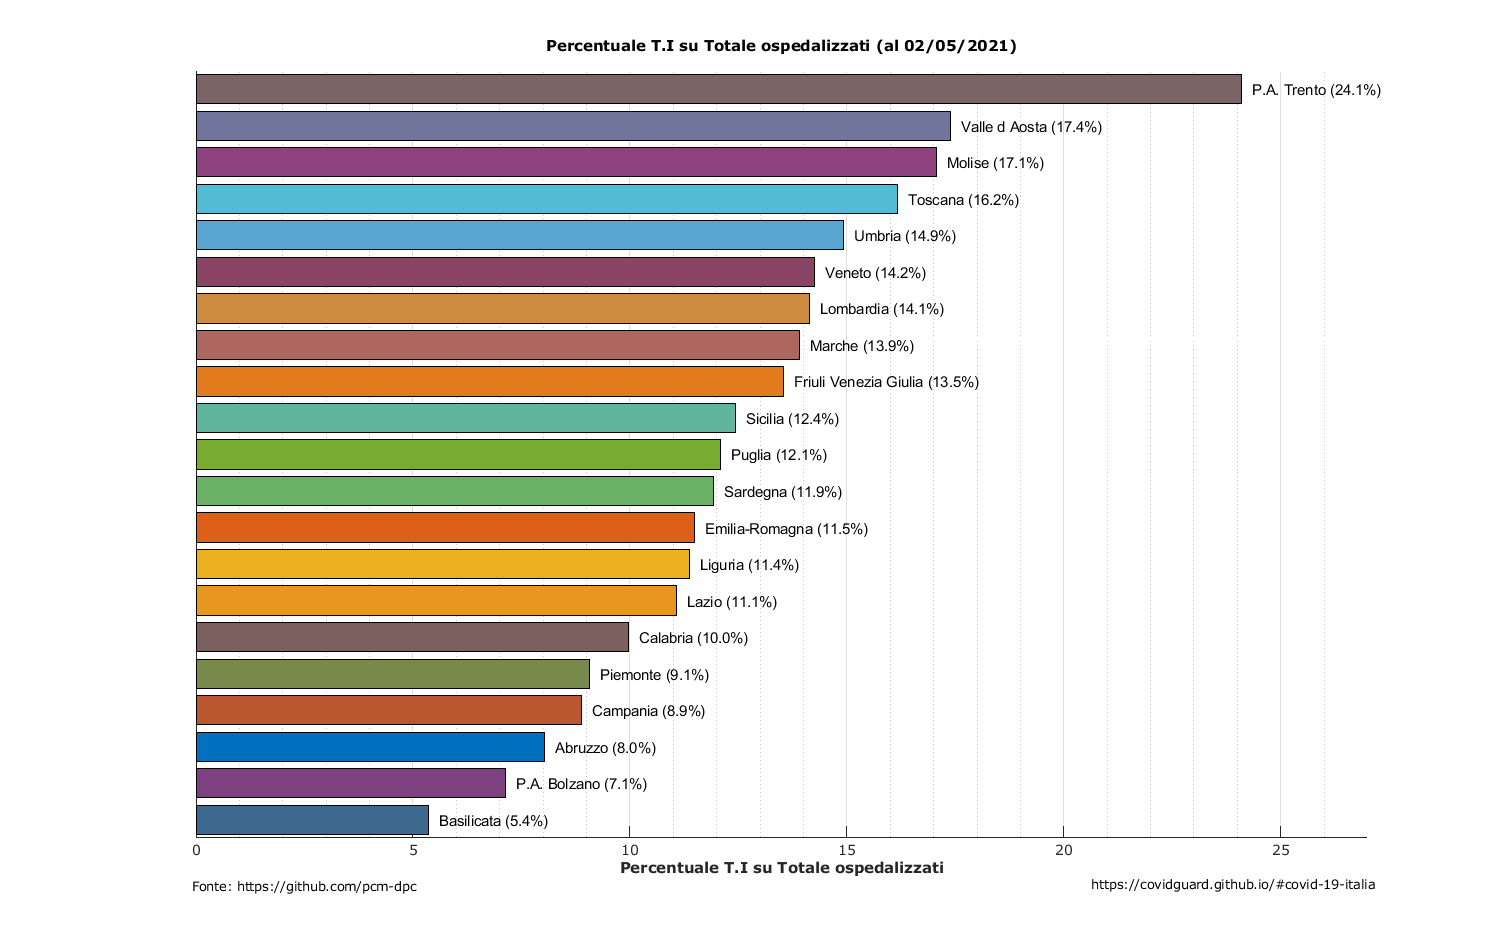 Percentuale T.I su Totale ospedalizzati (al 02/05/2021)
P.A. Trento (24.1%)
Valle d Aosta (17.4%)
Molise (17.1%)
Toscana (16.2%)
Umbria (14.9%)
Veneto (14.2%)
Lombardia (14.1%)
Marche (13.9%)
Friuli Venezia Giulia (13.5%)
Sicilia (12.4%)
Puglia (12.1%)
Sardegna (11.9%)
Emilia-Romagna (11.5%)
Liguria (11.4%)
Lazio (11.1%)
Calabria (10.0%)
Piemonte (9.1%)
Campania (8.9%)
Abruzzo (8.0%)
P.A. Bolzano (7.1%)
Basilicata (5.4%)
0 5 10 15 20 25
Percentuale T.I su Totale ospedalizzati
Fonte: https://github.com/pcm-dpc
https://covidguard.github.io/#covid-19-italia